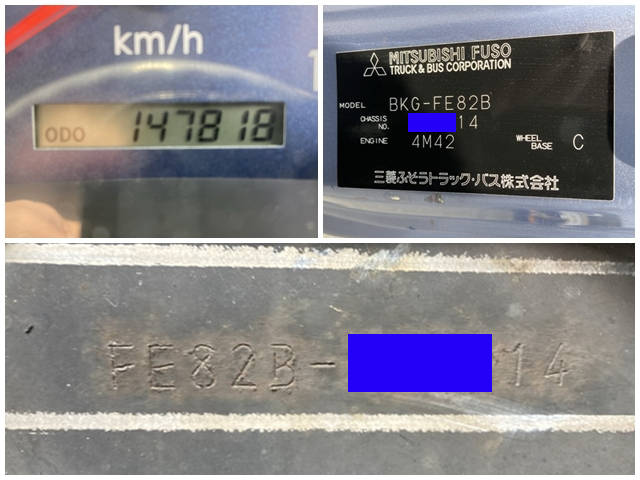 km/h
ODO 147818
MITSUBISHI FUSO
TRUCK & BUS CORPORATION
MODEL BKG-FE82B
CHASSIS NO. 14
ENGINE 4M42 WHEEL BASE C
三菱ふそうトラック・バス株式会社
FE82B- 14